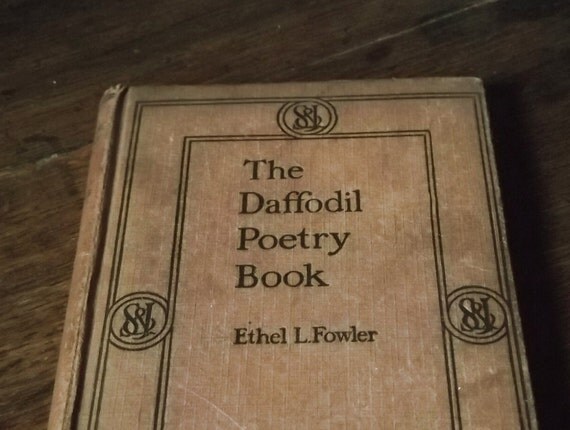 S&J
The
Daffodil
Poetry
Book
Ethel L. Fowler
S&J
S&J